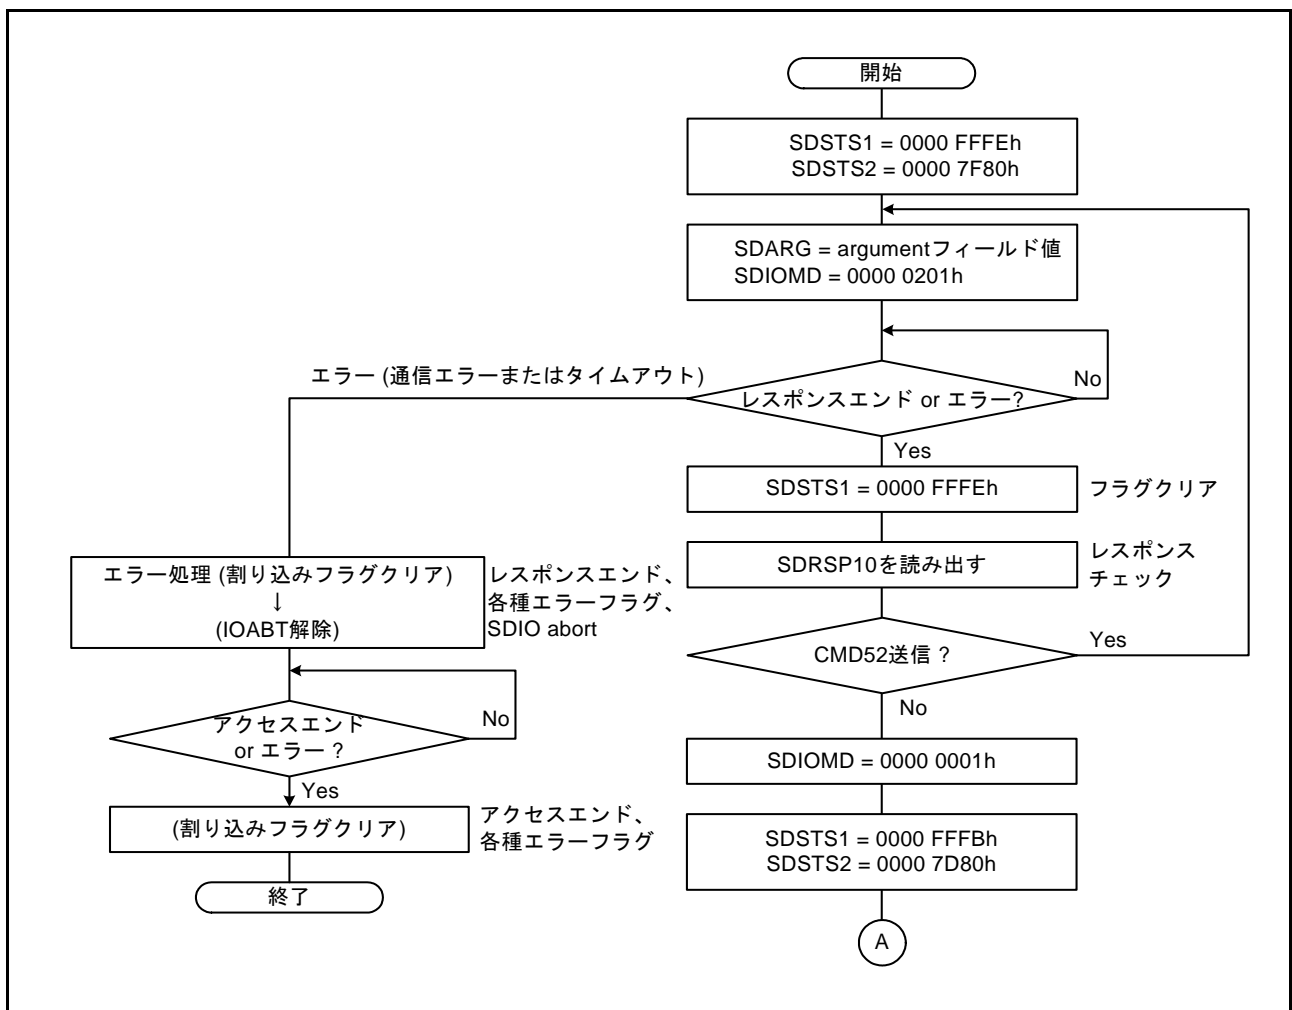 開始
SDSTS1 = 0000 FFFEh
SDSTS2 = 0000 7F80h
SDARG = argumentフィールド値
SDIOMD = 0000 0201h
エラー (通信エラーまたはタイムアウト)
レスポンスエンド or エラー?
No
Yes
SDSTS1 = 0000 FFFEh
フラグクリア
SDRSP10を読み出す
レスポンス
チェック
エラー処理 (割り込みフラグクリア)
↓
(IOABT解除)
レスポンスエンド、
各種エラーフラグ、
SDIO abort
CMD52送信 ?
Yes
No
アクセスエンド
or エラー ?
No
Yes
SDIOMD = 0000 0001h
(割り込みフラグクリア)
アクセスエンド、
各種エラーフラグ
SDSTS1 = 0000 FFFBh
SDSTS2 = 0000 7D80h
終了
A